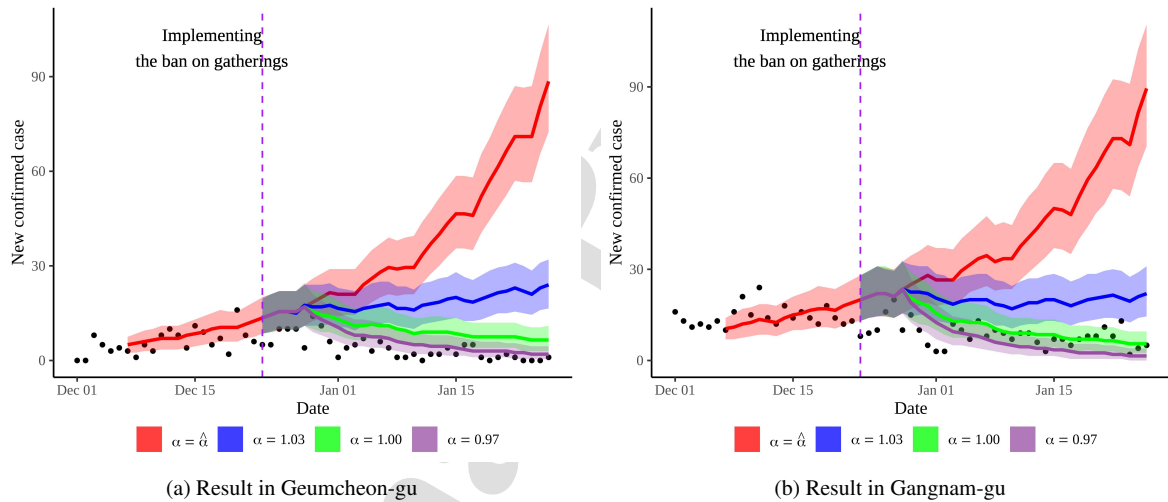 Implementing
the ban on gatherings
New confirmed case
90
60
30
0
Dec 01
Dec 15
Jan 01
Jan 15
Date
α = α̂
α = 1.03
α = 1.00
α = 0.97
(a) Result in Geumcheon-gu
Implementing
the ban on gatherings
New confirmed case
90
60
30
0
Dec 01
Dec 15
Jan 01
Jan 15
Date
α = α̂
α = 1.03
α = 1.00
α = 0.97
(b) Result in Gangnam-gu